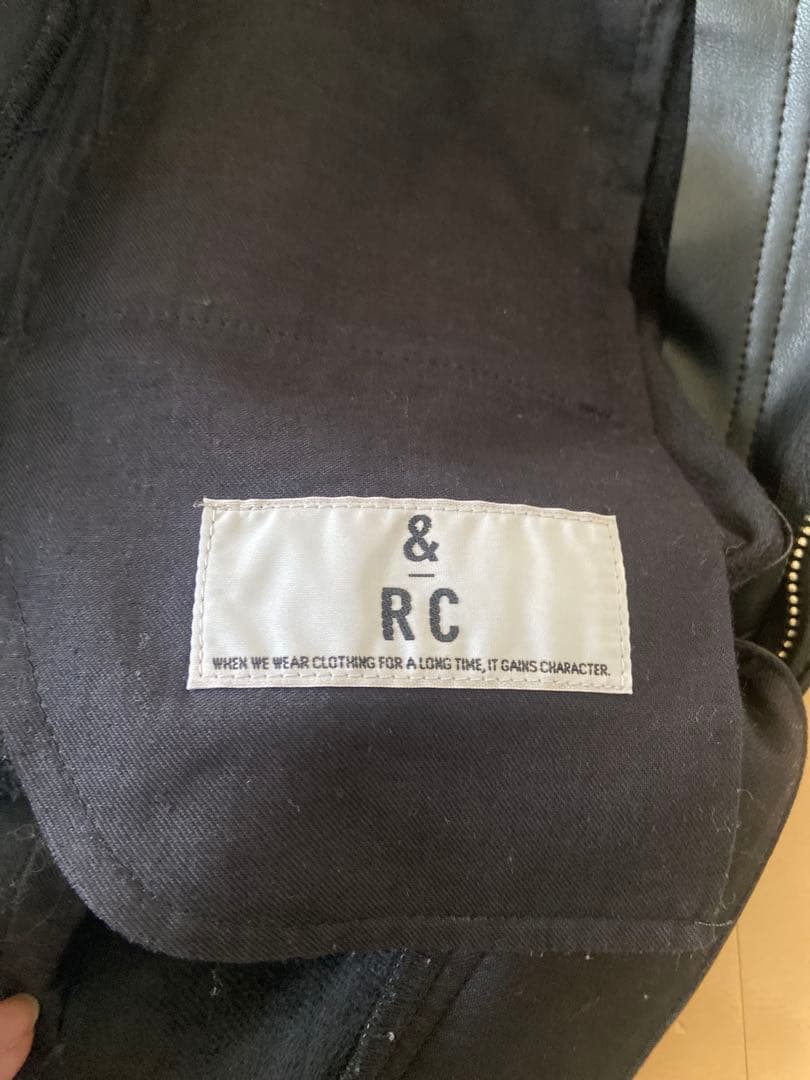 &
RC
WHEN WE WEAR CLOTHING FOR A LONG TIME, IT GAINS CHARACTER.